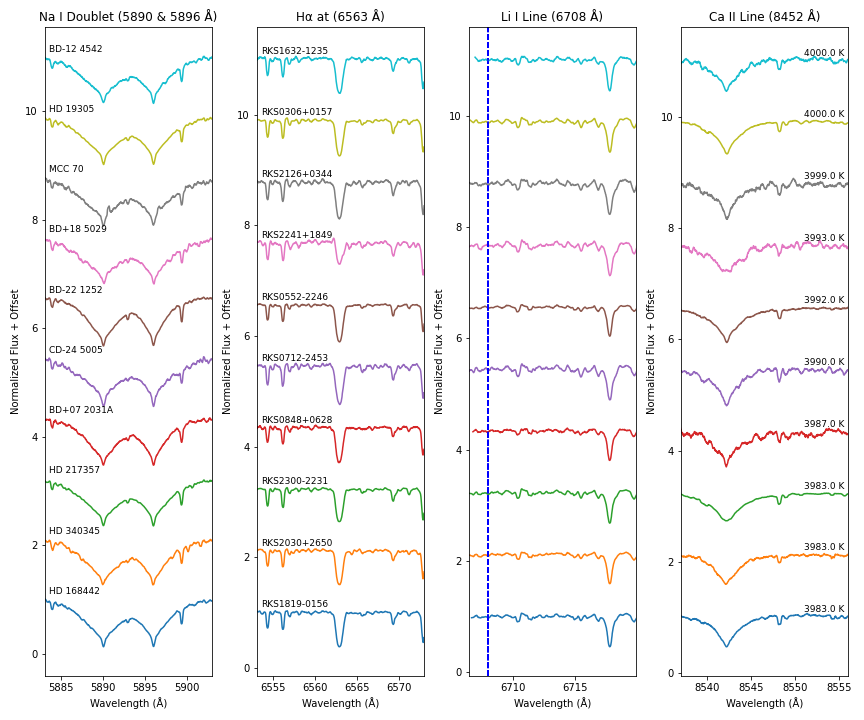 Na I Doublet (5890 & 5896 Å)
Normalized Flux + Offset
10
8
6
4
2
0
BD-12 4542
HD 19305
MCC 70
BD+18 5029
BD-22 1252
CD-24 5005
BD+07 2031A
HD 217357
HD 340345
HD 168442
5885
5890
5895
5900
Wavelength (Å)
Hα at (6563 Å)
Normalized Flux + Offset
10
8
6
4
2
0
RKS1632-1235
RKS0306+0157
RKS2126+0344
RKS2241+1849
RKS0552-2246
RKS0712-2453
RKS0848+0628
RKS2300-2231
RKS2030+2650
RKS1819-0156
6555
6560
6565
6570
Wavelength (Å)
Li I Line (6708 Å)
Normalized Flux + Offset
10
8
6
4
2
0
6710
6715
Wavelength (Å)
Ca II Line (8452 Å)
Normalized Flux + Offset
10
8
6
4
2
0
4000.0 K
4000.0 K
3999.0 K
3993.0 K
3992.0 K
3990.0 K
3987.0 K
3983.0 K
3983.0 K
3983.0 K
8540
8545
8550
8555
Wavelength (Å)